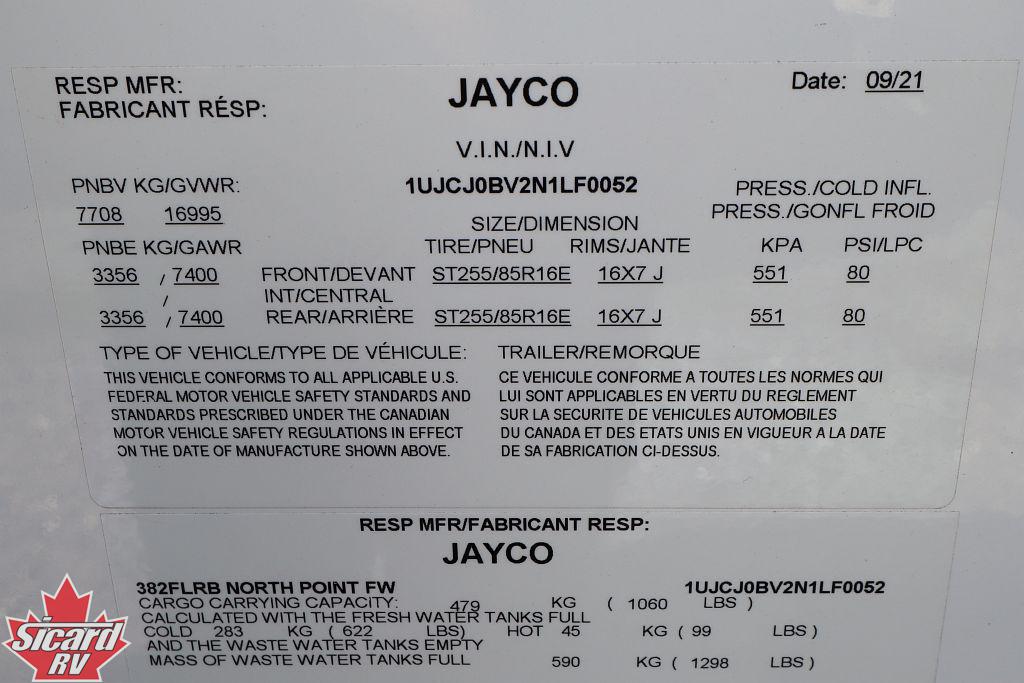 RESP MFR: JAYCO Date: 09/21
FABRICANT RÉSP:
V.I.N./N.I.V
PNBV KG/GVWR: 1UJCJ0BV2N1LF0052 PRESS./COLD INFL.
7708 16995 SIZE/DIMENSION PRESS./GONFL FROID
PNBE KG/GAWR TIRE/PNEU RIMS/JANTE KPA PSI/LPC
3356 / 7400 FRONT/DEVANT ST255/85R16E 16X7 J 551 80
/ INT/CENTRAL
3356 / 7400 REAR/ARRIÈRE ST255/85R16E 16X7 J 551 80
TYPE OF VEHICLE/TYPE DE VÉHICULE: TRAILER/REMORQUE
THIS VEHICLE CONFORMS TO ALL APPLICABLE U.S.
FEDERAL MOTOR VEHICLE SAFETY STANDARDS AND
STANDARDS PRESCRIBED UNDER THE CANADIAN
MOTOR VEHICLE SAFETY REGULATIONS IN EFFECT
ON THE DATE OF MANUFACTURE SHOWN ABOVE.
CE VEHICULE CONFORME A TOUTES LES NORMES QUI
LUI SONT APPLICABLES EN VERTU DU REGLEMENT
SUR LA SECURITE DE VEHICULES AUTOMOBILES
DU CANADA ET DES ETATS UNIS EN VIGUEUR A LA DATE
DE SA FABRICATION CI-DESSUS.
RESP MFR/FABRICANT RESP:
JAYCO
382FLRB NORTH POINT FW 1UJCJ0BV2N1LF0052
CARGO CARRYING CAPACITY: 479 KG ( 1060 LBS )
CALCULATED WITH THE FRESH WATER TANKS FULL
COLD 283 KG ( 622 LBS) HOT 45 KG ( 99 LBS )
AND THE WASTE WATER TANKS EMPTY
MASS OF WASTE WATER TANKS FULL 590 KG ( 1298 LBS )
Sicard
RV